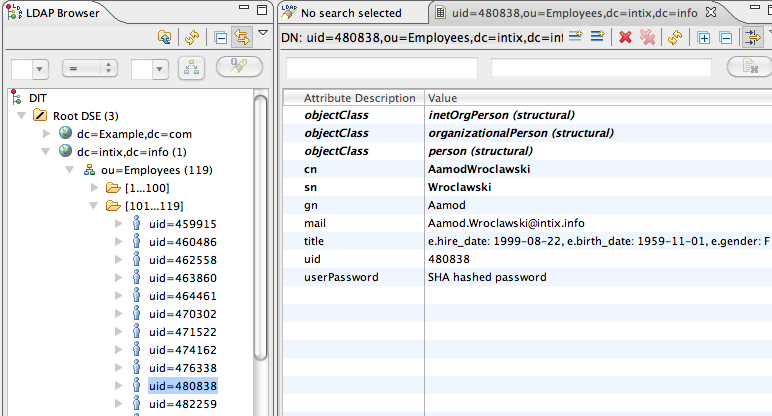 LDAP Browser
=
DIT
Root DSE (3)
dc=Example,dc=com
dc=intix,dc=info (1)
ou=Employees (119)
[1...100]
[101...119]
uid=459915
uid=460486
uid=462558
uid=463860
uid=464461
uid=470302
uid=471522
uid=474162
uid=476338
uid=480838
uid=482259
No search selected
uid=480838,ou=Employees,dc=intix,dc=info
DN: uid=480838,ou=Employees,dc=intix,dc=inf
Attribute Description Value
objectClass inetOrgPerson (structural)
objectClass organizationalPerson (structural)
objectClass person (structural)
cn AamodWroclawski
sn Wroclawski
gn Aamod
mail Aamod.Wroclawski@intix.info
title e.hire_date: 1999-08-22, e.birth_date: 1959-11-01, e.gender: F
uid 480838
userPassword SHA hashed password